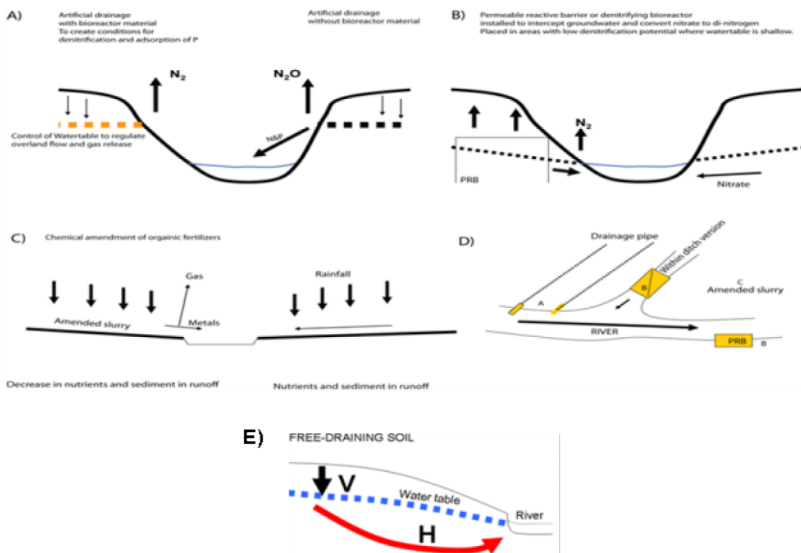 A)
Artificial drainage
with bioreactor material
To create conditions for
denitrification and adsorption of P
Artificial drainage
without bioreactor material
N2
N2O
N&P
Control of Watertable to regulate
overland flow and gas release
B)
Permeable reactive barrier or denitrifying bioreactor
installed to intercept groundwater and convert nitrate to di-nitrogen
Placed in areas with low denitrification potential where watertable is shallow.
N2
PRB
Nitrate
C)
Chemical amendment of orgainic fertilizers
Gas
Rainfall
Amended slurry
Metals
Decrease in nutrients and sediment in runoff
Nutrients and sediment in runoff
D)
Drainage pipe
Within ditch version
B
C
Amended slurry
A
RIVER
PRB
B
E)
FREE-DRAINING SOIL
V
Water table
River
H